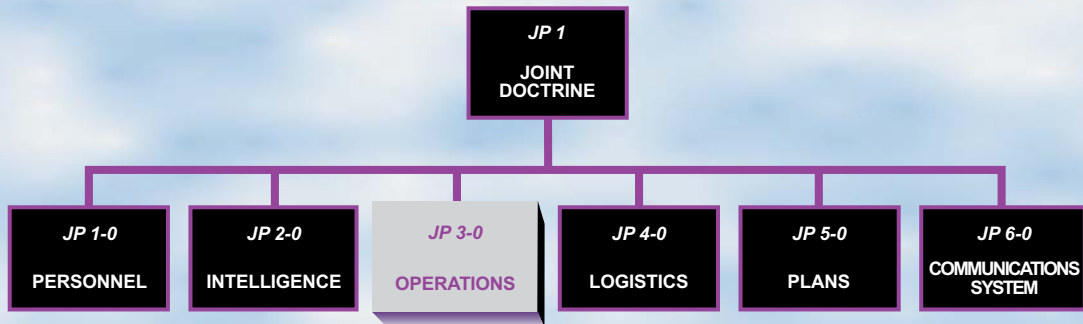 JP 1
JOINT
DOCTRINE
JP 1-0
PERSONNEL
JP 2-0
INTELLIGENCE
JP 3-0
OPERATIONS
JP 4-0
LOGISTICS
JP 5-0
PLANS
JP 6-0
COMMUNICATIONS
SYSTEM